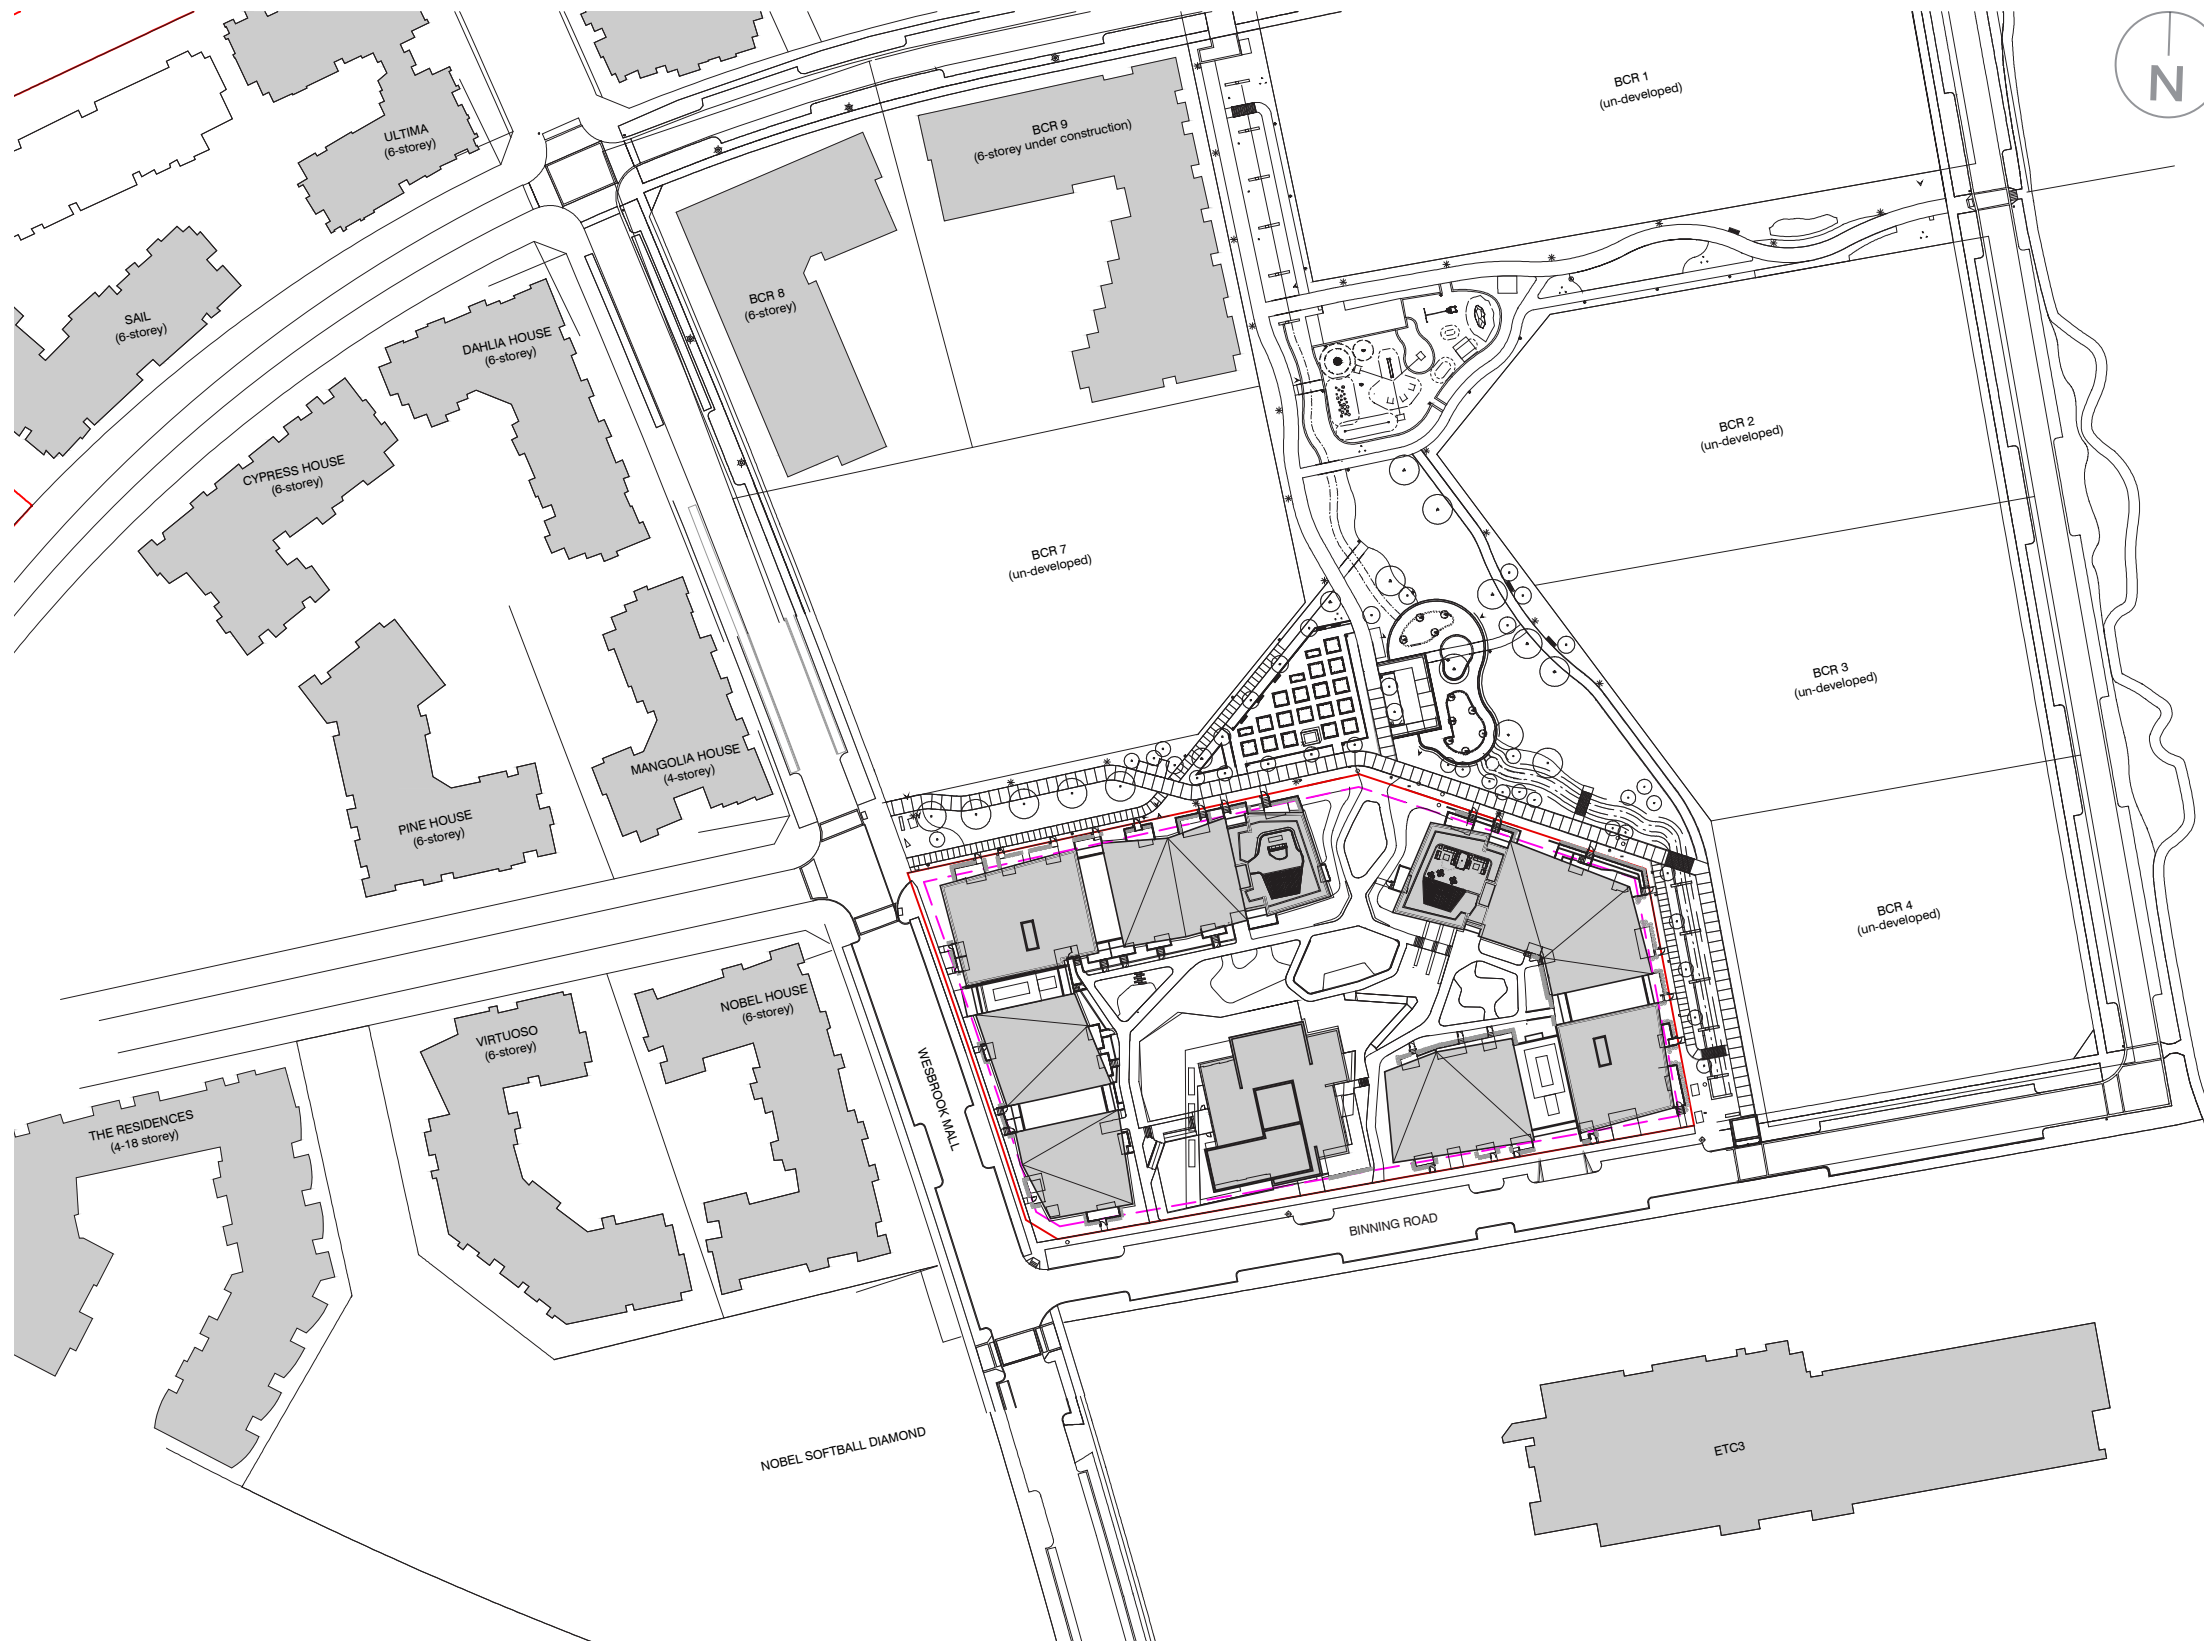 BCR 1
(un-developed)
N
ULTIMA
(6-storey)
BCR 9
(6-storey under construction)
SAIL
(6-storey)
BCR 8
(6-storey)
DAHLIA HOUSE
(6-storey)
CYPRESS HOUSE
(6-storey)
BCR 2
(un-developed)
BCR 7
(un-developed)
BCR 3
(un-developed)
MANGOLIA HOUSE
(4-storey)
PINE HOUSE
(6-storey)
BCR 4
(un-developed)
NOBEL HOUSE
(6-storey)
VIRTUOSO
(6-storey)
WESBROOK MALL
THE RESIDENCES
(4-18 storey)
BINNING ROAD
NOBEL SOFTBALL DIAMOND
ETC3